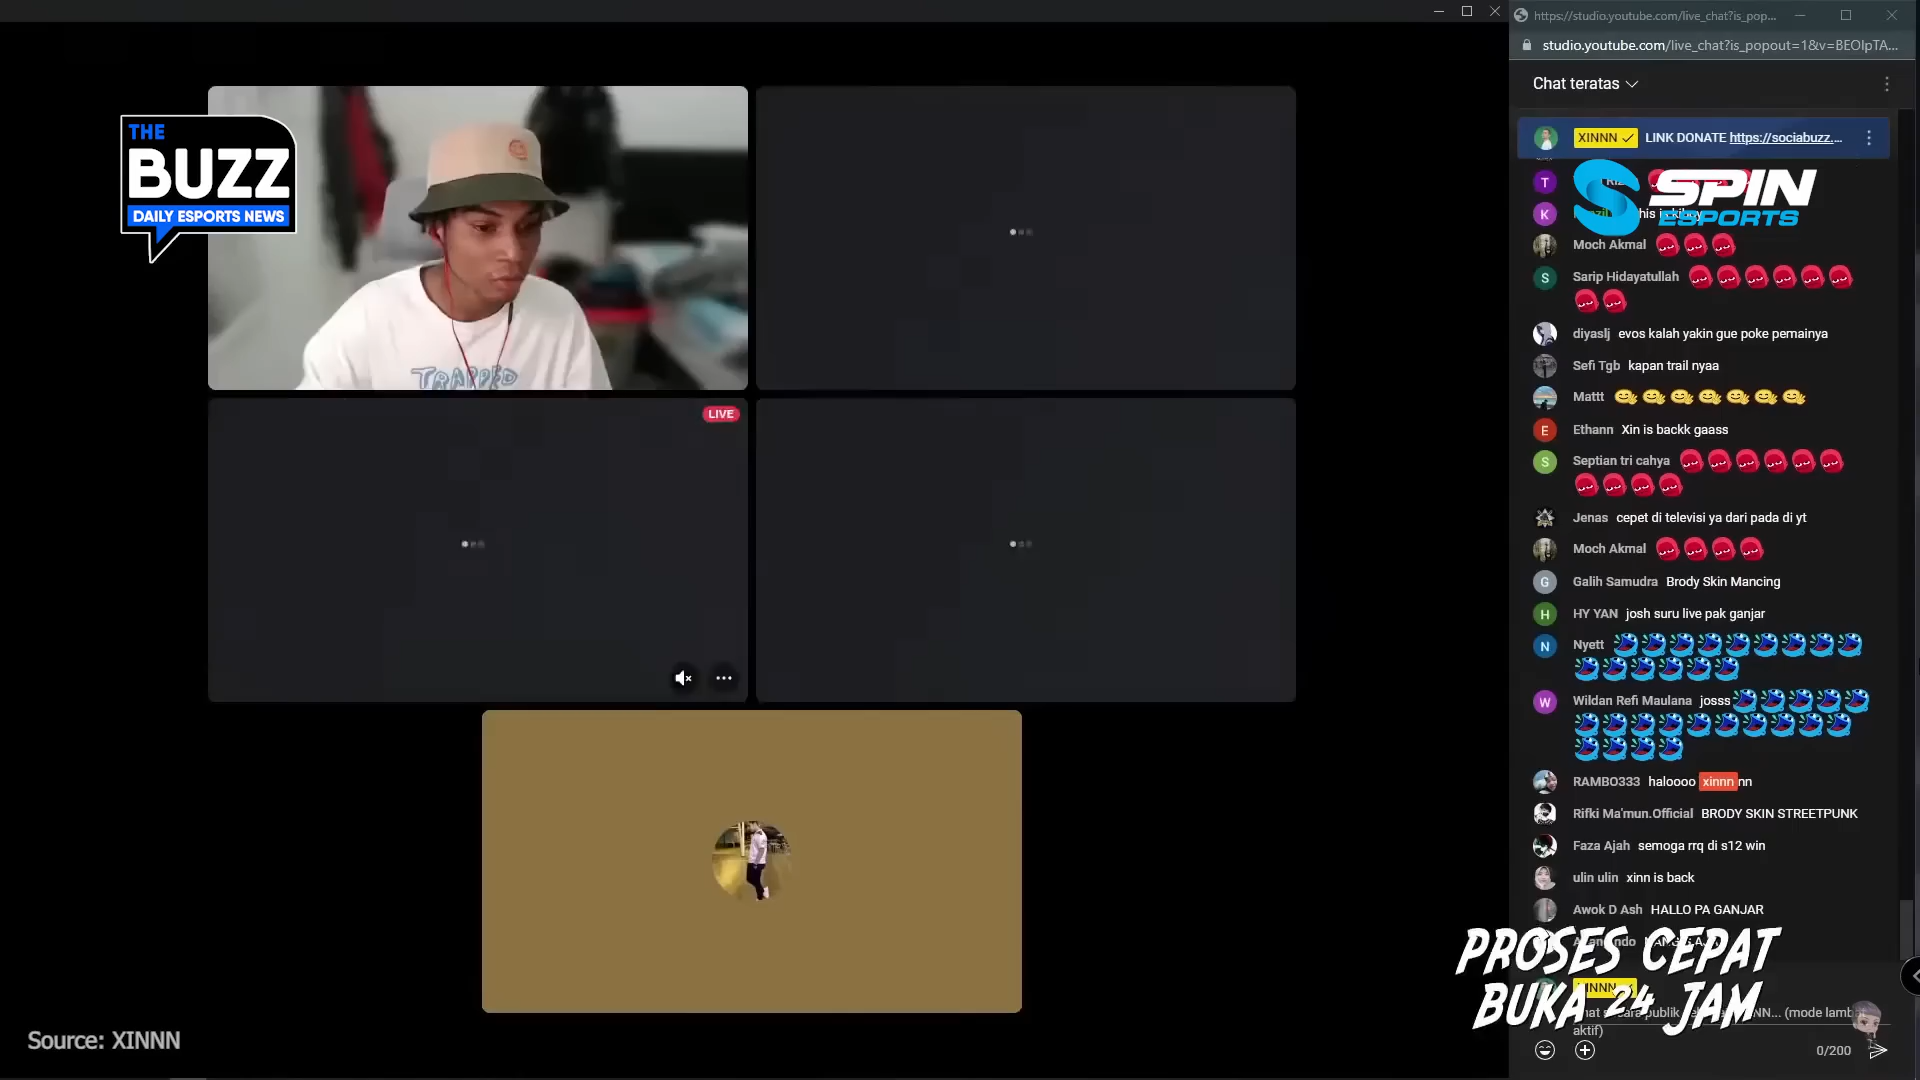 https://studio.youtube.com/live_chat?is_pop...
studio.youtube.com/live_chat?is_popout=1&v=BEOIpTA...
Chat teratas
XINNN LINK DONATE https://sociabuzz....
THE
BUZZ
DAILY ESPORTS NEWS
SPIN
ESPORTS
T
K
Moch Akmal
S Sarip Hidayatullah
diyaslj evos kalah yakin gue poke pemainya
Sefi Tgb kapan trail nyaa
Mattt
E Ethann Xin is backk gaass
LIVE
S Septian tri cahya
Jenas cepet di televisi ya dari pada di yt
Moch Akmal
G Galih Samudra Brody Skin Mancing
H HY YAN josh suru live pak ganjar
N Nyett
W Wildan Refi Maulana josss
RAMBO333 haloooo xinnn nn
Rifki Ma'mun.Official BRODY SKIN STREETPUNK
Faza Ajah semoga rrq di s12 win
ulin ulin xinn is back
Awok D Ash HALLO PA GANJAR
PROSES CEPAT
BUKA 24 JAM
(mode lamb
aktif)
0/200
Source: XINNN
TRAPPED